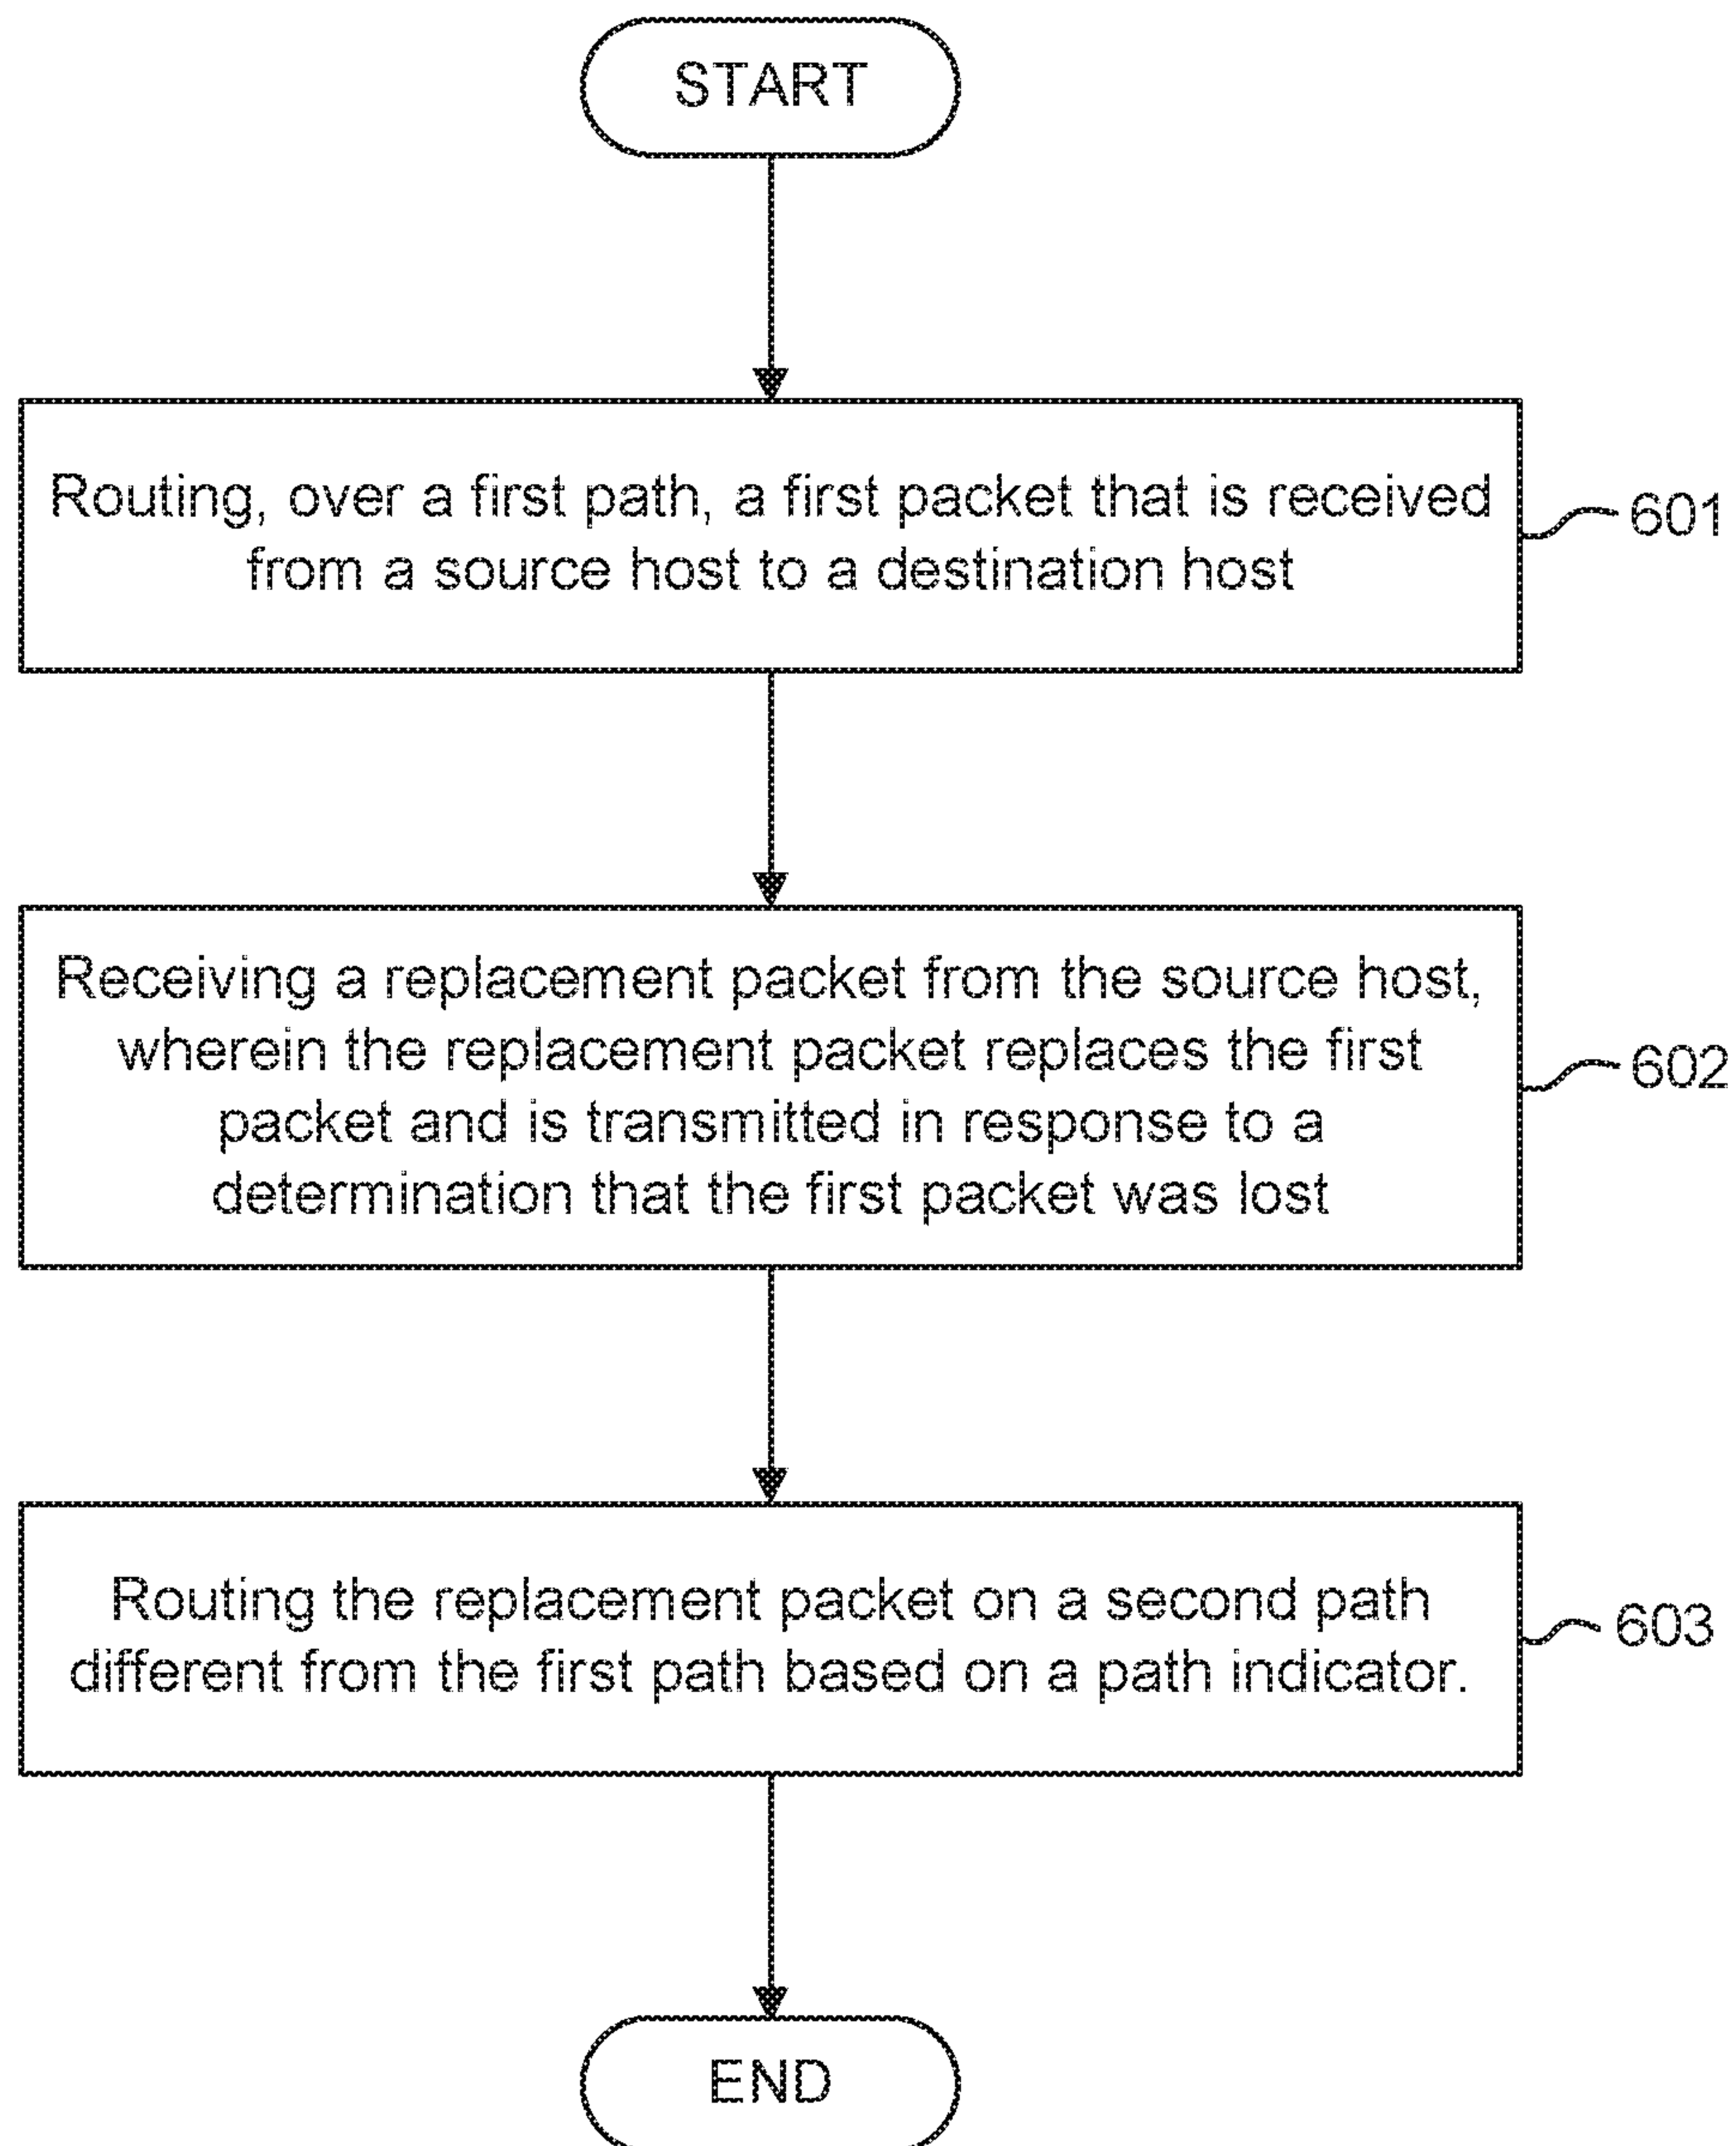 START
Routing, over a first path, a first packet that is received
from a source host to a destination host
601
Receiving a replacement packet from the source host,
wherein the replacement packet replaces the first
packet and is transmitted in response to a
determination that the first packet was lost
602
Routing the replacement packet on a second path
different from the first path based on a path indicator.
603
END